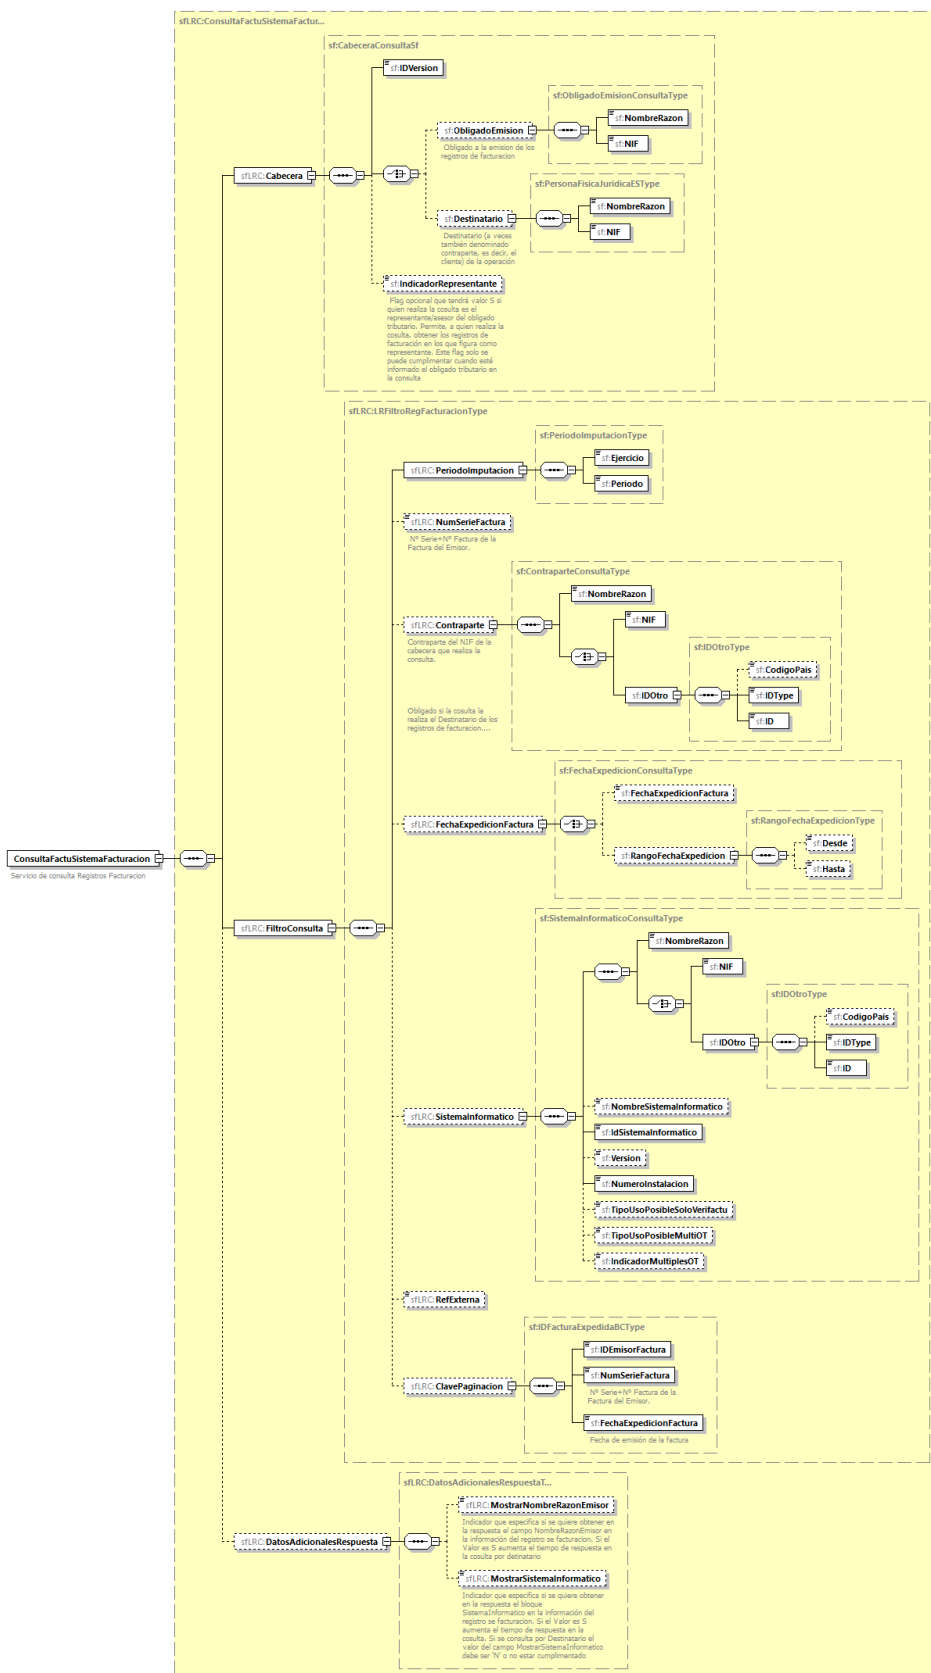 sfLRC:ConsultaFactuSistemaFactur...
sf:CabeceraConsultaSf
sf:IDVersion
sf:ObligadoEmisionConsultaType
sf:NombreRazon
sf:ObligadoEmision
sf:NIF
Obligado a la emision de los
registros de facturacion
sfLRC:Cabecera
sf:PersonaFisicaJuridicaESType
sf:NombreRazon
sf:Destinatario
sf:NIF
Destinatario (a veces
también denominado
contraparte, es decir, el
cliente) de la operación
sf:IndicadorRepresentante
Flag opcional que tendrá valor S si
quien realiza la cosulta es el
representante/asesor del obligado
tributario. Permite, a quien realiza la
cosulta, obtener los registros de
facturación en los que figura como
representante. Este flag solo se
puede cumplimentar cuando esté
informado el obligado tributario en
la consulta
sfLRC:LRFiltroRegFacturacionType
sf:PeriodoImputacionType
sf:Ejercicio
sfLRC:PeriodoImputacion
sf:Periodo
sfLRC:NumSerieFactura
Nº Serie+Nº Factura de la
Factura del Emisor.
sf:ContraparteConsultaType
sf:NombreRazon
sf:NIF
sfLRC:Contraparte
Contraparte del NIF de la
cabecera que realiza la
consulta.
sf:IDOtroType
sf:CodigoPais
sf:IDOtro
sf:IDType
Obligado si la cosulta la
realiza el Destinatario de los
registros de facturacion....
sf:ID
sf:FechaExpedicionConsultaType
sf:FechaExpedicionFactura
sf:RangoFechaExpedicionType
sfLRC:FechaExpedicionFactura
sf:Desde
sf:RangoFechaExpedicion
sf:Hasta
ConsultaFactuSistemaFacturacion
Servicio de consulta Registros Facturacion
sfLRC:FiltroConsulta
sf:SistemaInformaticoConsultaType
sf:NombreRazon
sf:NIF
sf:IDOtroType
sf:CodigoPais
sf:IDOtro
sf:IDType
sf:ID
sf:NombreSistemaInformatico
sfLRC:SistemaInformatico
sf:IdSistemaInformatico
sf:Version
sf:NumeroInstalacion
sf:TipoUsoPosibleSoloVerifactu
sf:TipoUsoPosibleMultiOT
sf:IndicadorMultiplesOT
sfLRC:RefExterna
sf:IDFacturaExpedidaBCType
sf:IDEmisorFactura
sf:NumSerieFactura
sfLRC:ClavePaginacion
Nº Serie+Nº Factura de la
Factura del Emisor.
sf:FechaExpedicionFactura
Fecha de emisión de la factura
sfLRC:DatosAdicionalesRespuestaT...
sfLRC:MostrarNombreRazonEmisor
Indicador que especifica si se quiere obtener en
la respuesta el campo NombreRazonEmisor en
la información del registro se facturacion. Si el
Valor es S aumenta el tiempo de respuesta en
la cosulta por detinatario
sfLRC:DatosAdicionalesRespuesta
sfLRC:MostrarSistemaInformatico
Indicador que especifica si se quiere obtener
en la respuesta el bloque
SistemaInformatico en la información del
registro se facturacion. Si el Valor es S
aumenta el tiempo de respuesta en la
cosulta. Si se consulta por Destinatario el
valor del campo MostrarSistemaInformatico
debe ser 'N' o no estar cumplimentado